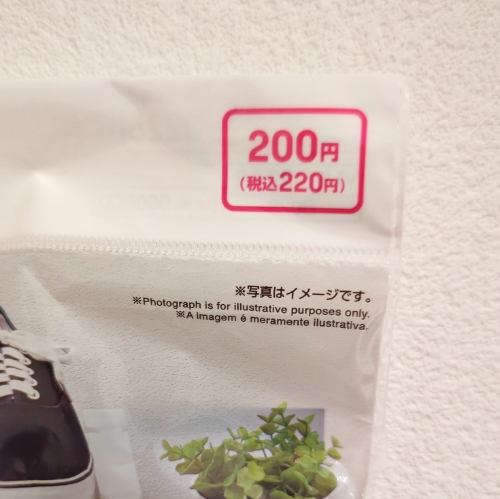 200円
(税込220円)
※写真はイメージです。
※Photograph is for illustrative purposes only.
※A imagem é meramente ilustrativa.